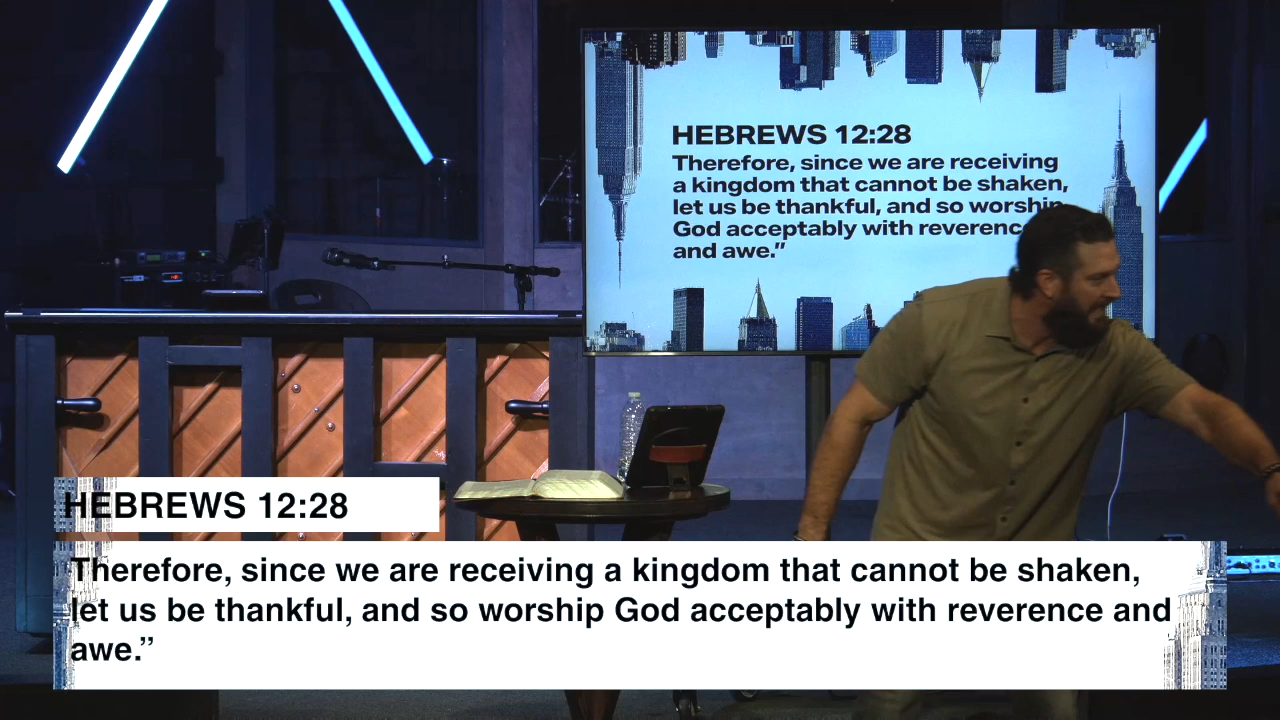 HEBREWS 12:28
Therefore, since we are receiving
a kingdom that cannot be shaken,
let us be thankful, and so worship
God acceptably with reverenc
and awe.”
HEBREWS 12:28
Therefore, since we are receiving a kingdom that cannot be shaken,
let us be thankful, and so worship God acceptably with reverence and
awe.”